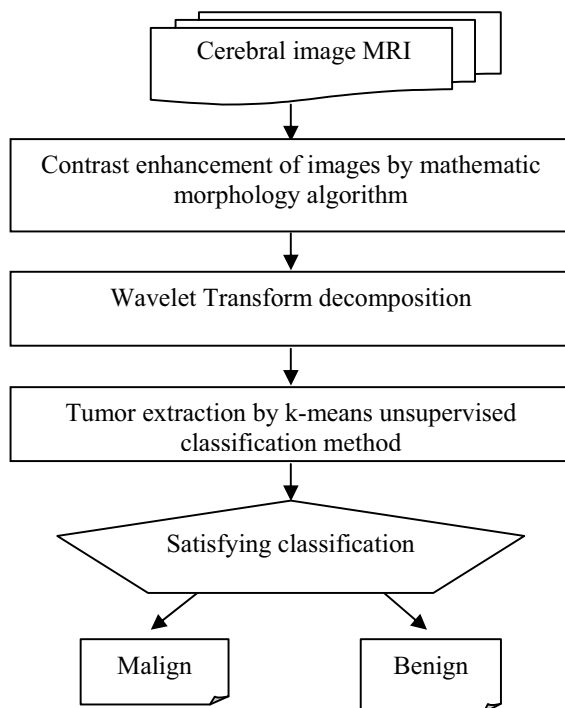 Cerebral image MRI
Contrast enhancement of images by mathematic
morphology algorithm
Wavelet Transform decomposition
Tumor extraction by k-means unsupervised
classification method
Satisfying classification
Malign
Benign